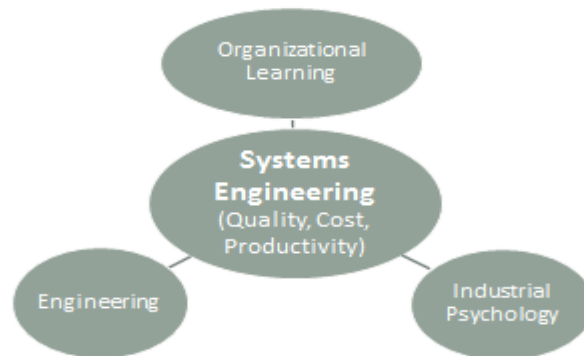 Organizational
Learning
Systems
Engineering
(Quality, Cost,
Productivity)
Engineering
Industrial
Psychology